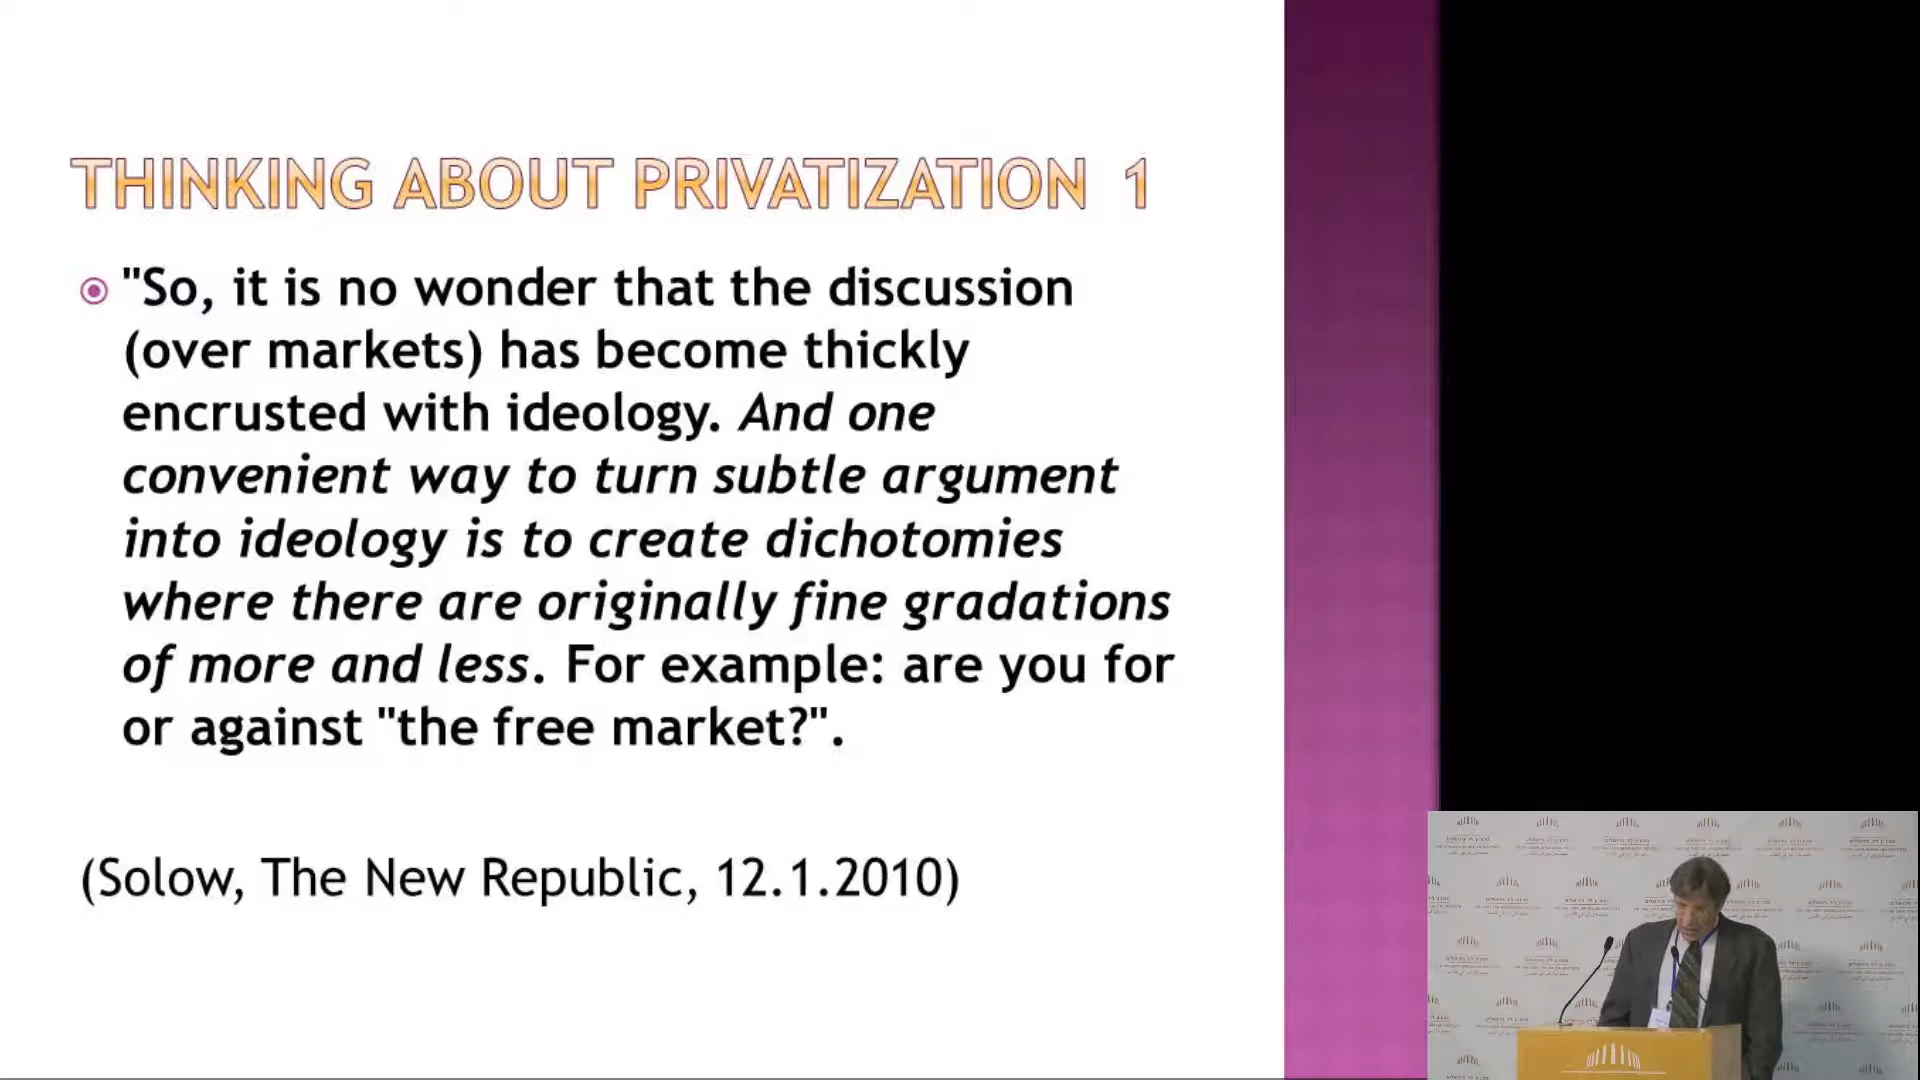 THINKING ABOUT PRIVATIZATION 1
"So, it is no wonder that the discussion
(over markets) has become thickly
encrusted with ideology. And one
convenient way to turn subtle argument
into ideology is to create dichotomies
where there are originally fine gradations
of more and less. For example: are you for
or against "the free market?".
(Solow, The New Republic, 12.1.2010)